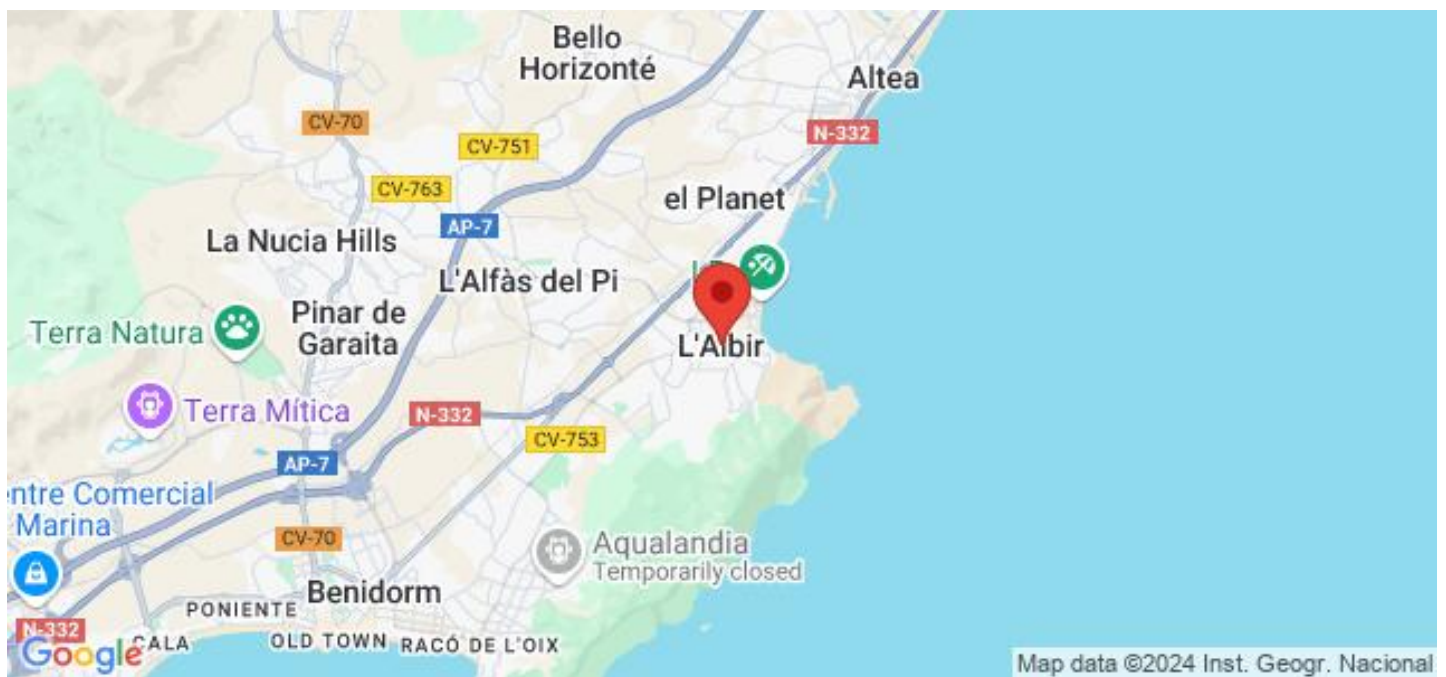 Bello
Horizonté
Altea
CV-70
N-332
CV-751
CV-763
el Planet
AP-7
La Nucia Hills
L'Alfàs del Pi
Pinar de
Garaita
Terra Natura
L'Albir
Terra Mítica
N-332
CV-753
AP-7
entre Comercial
Marina
CV-70
Aqualandia
Temporarily closed
Benidorm
PONIENTE
N-332
CALA
OLD TOWN
RACÓ DE L'OIX
Google
Map data ©2024 Inst. Geogr. Nacional